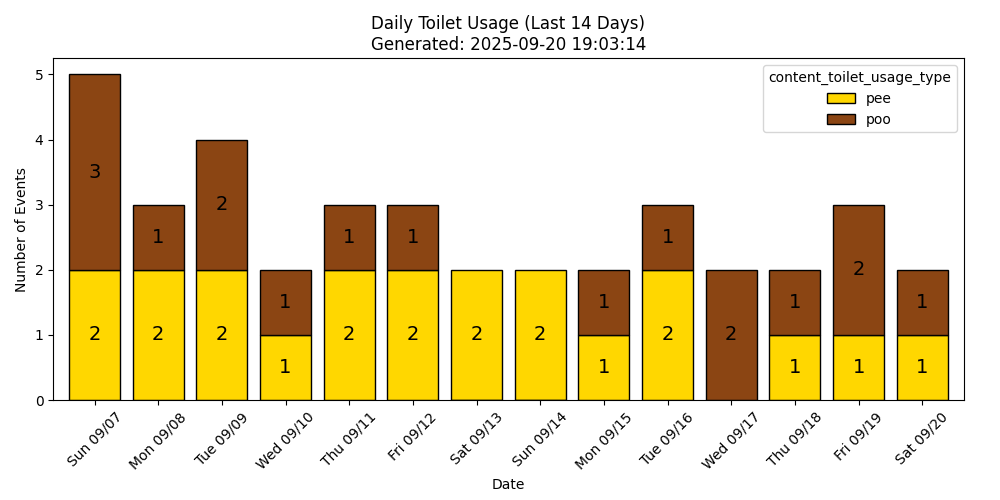 Daily Toilet Usage (Last 14 Days)
Generated: 2025-09-20 19:03:14
Number of Events
5
4
3
2
1
0
content_toilet_usage_type
pee
poo
3
2
1
2
2
2
1
1
1
2
1
2
2
2
1
1
1
2
2
1
1
2
1
1
1
Sun 09/07
Mon 09/08
Tue 09/09
Wed 09/10
Thu 09/11
Fri 09/12
Sat 09/13
Sun 09/14
Mon 09/15
Tue 09/16
Wed 09/17
Thu 09/18
Fri 09/19
Sat 09/20
Date